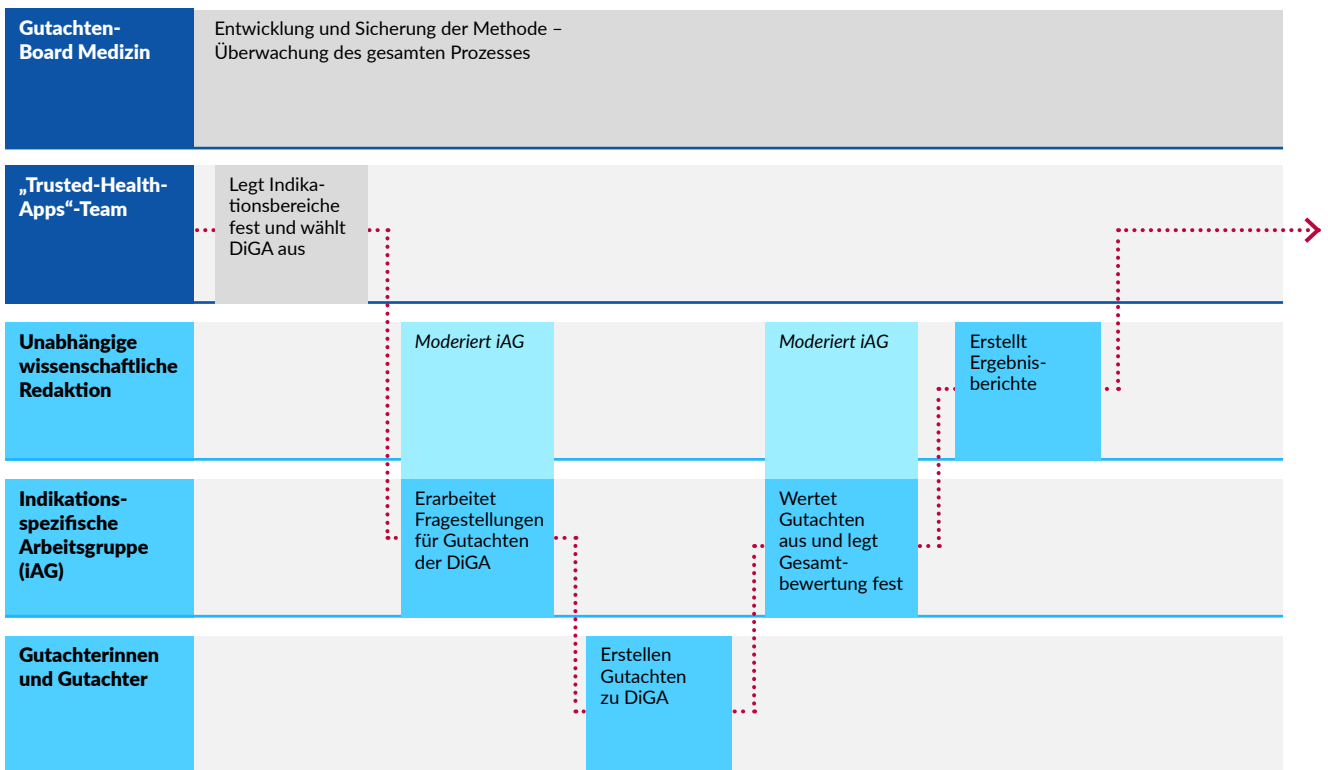 Gutachten-
Board Medizin
Entwicklung und Sicherung der Methode –
Überwachung des gesamten Prozesses
„Trusted-Health-
Apps“-Team
Legt Indika-
tionsbereiche
fest und wählt
DiGA aus
Unabhängige
wissenschaftliche
Redaktion
Moderiert iAG
Moderiert iAG
Erstellt
Ergebnis-
berichte
Indikations-
spezifische
Arbeitsgruppe
(iAG)
Erarbeitet
Fragestellungen
für Gutachten
der DiGA
Wertet
Gutachten
aus und legt
Gesamt-
bewertung fest
Gutachterinnen
und Gutachter
Erstellen
Gutachten
zu DiGA